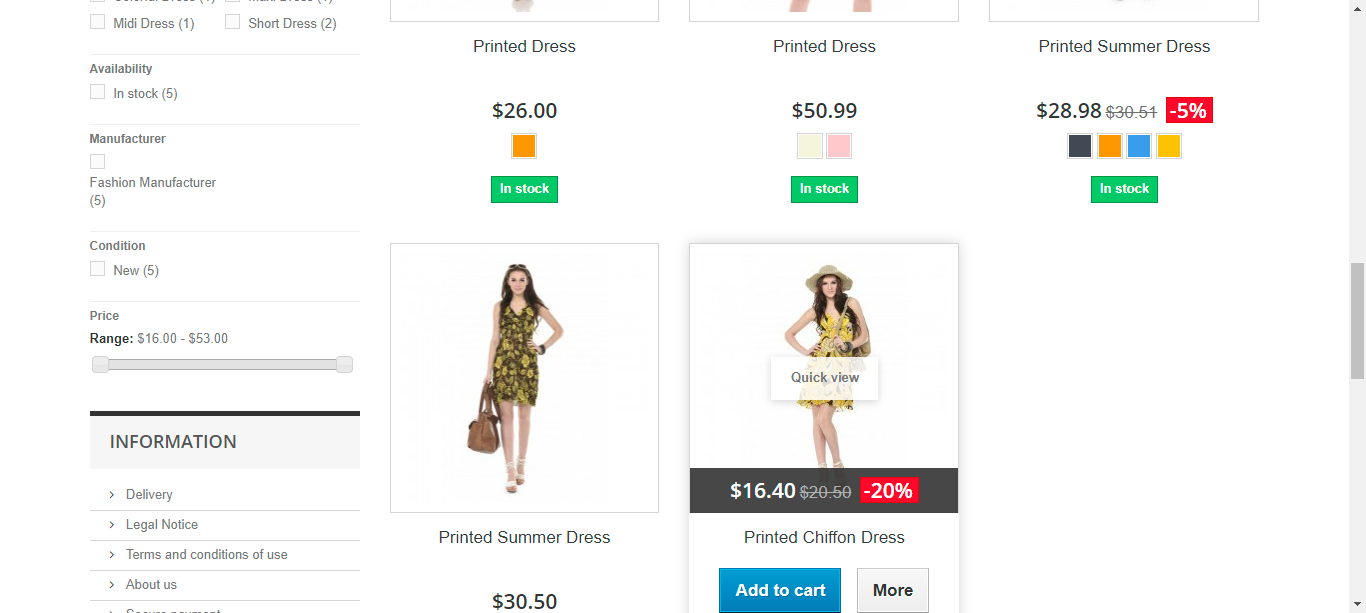 Midi Dress (1)
Short Dress (2)
Availability
In stock (5)
Manufacturer
Fashion Manufacturer
(5)
Condition
New (5)
Price
Range: $16.00 - $53.00
INFORMATION
Delivery
Legal Notice
Terms and conditions of use
About us
Printed Dress
$26.00
In stock
Printed Dress
$50.99
In stock
Printed Summer Dress
$28.98 $30.51 -5%
In stock
Printed Summer Dress
$30.50
Quick view
$16.40 $20.50 -20%
Printed Chiffon Dress
Add to cart
More